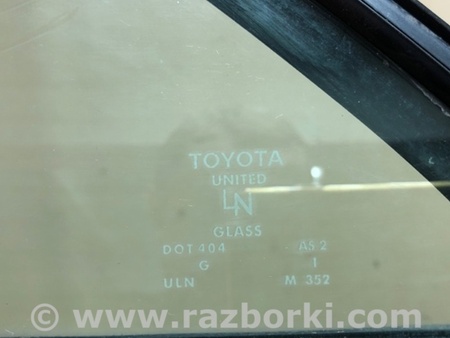 TOYOTA
UNITED
LN
GLASS
DOT 404 AS 2
G 1
ULN M 352
© www.razborki.com